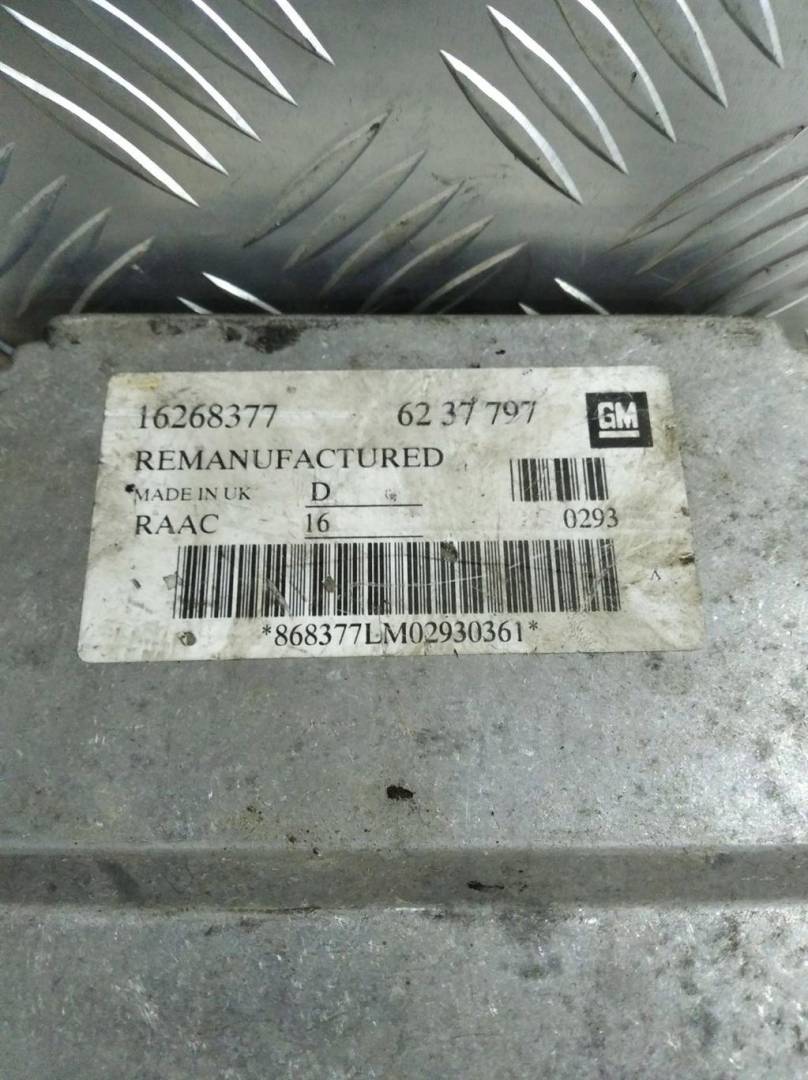 16268377 62 37 797 GM
REMANUFACTURED
MADE IN UK D
RAAC 16 0293
*868377LM02930361*
A